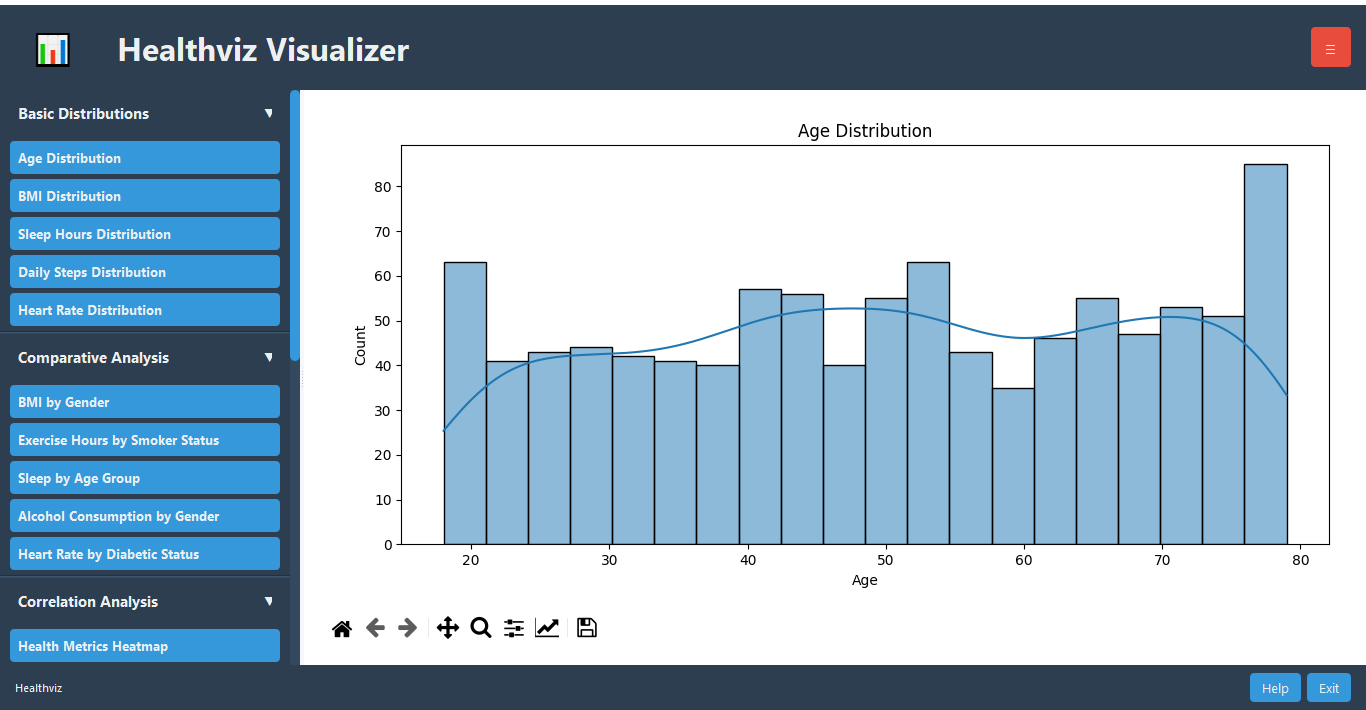 Healthviz Visualizer
Basic Distributions
Age Distribution
BMI Distribution
Sleep Hours Distribution
Daily Steps Distribution
Heart Rate Distribution
Comparative Analysis
BMI by Gender
Exercise Hours by Smoker Status
Sleep by Age Group
Alcohol Consumption by Gender
Heart Rate by Diabetic Status
Correlation Analysis
Health Metrics Heatmap
Age Distribution
Count
80
70
60
50
40
30
20
10
0
20 30 40 50 60 70 80
Age
Healthviz
Help
Exit